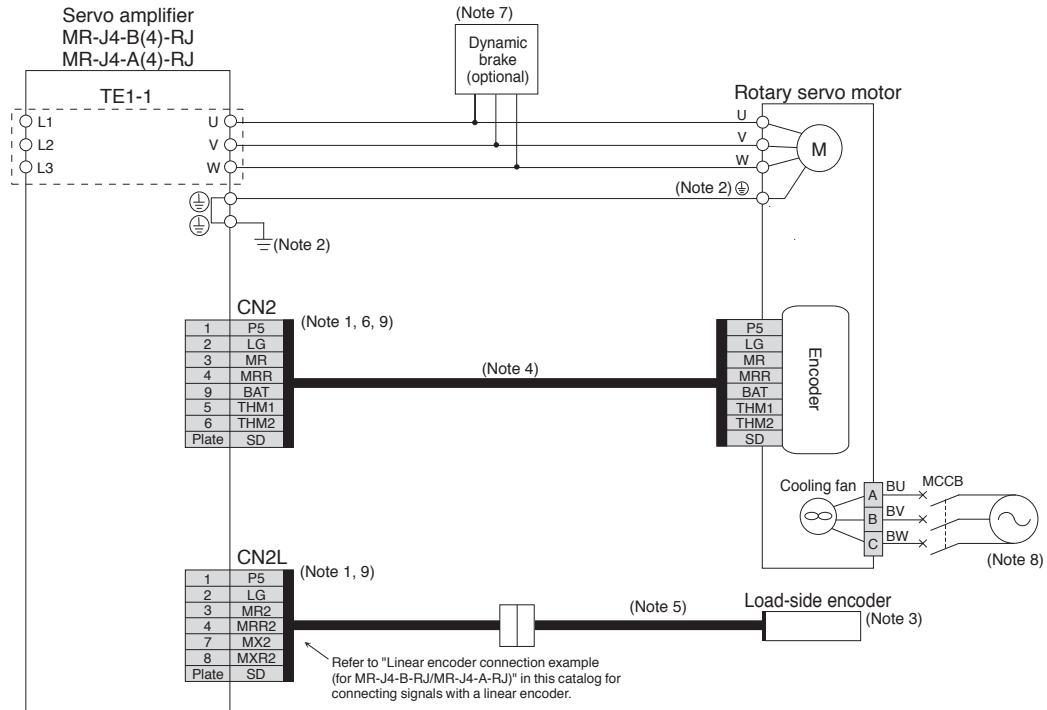 Servo amplifier
MR-J4-B(4)-RJ
MR-J4-A(4)-RJ
(Note 7)
Dynamic
brake
(optional)
TE1-1
Rotary servo motor
L1
L2
L3
U
V
W
U
V
W
M
(Note 2)
(Note 2)
CN2
(Note 1, 6, 9)
1 P5
2 LG
3 MR
4 MRR
9 BAT
5 THM1
6 THM2
Plate SD
(Note 4)
P5
LG
MR
MRR
BAT
THM1
THM2
SD
Encoder
Cooling fan
A BU
B BV
C BW
MCCB
(Note 8)
CN2L
(Note 1, 9)
1 P5
2 LG
3 MR2
4 MRR2
7 MX2
8 MXR2
Plate SD
(Note 5)
Load-side encoder
(Note 3)
Refer to "Linear encoder connection example
(for MR-J4-B-RJ/MR-J4-A-RJ)" in this catalog for
connecting signals with a linear encoder.